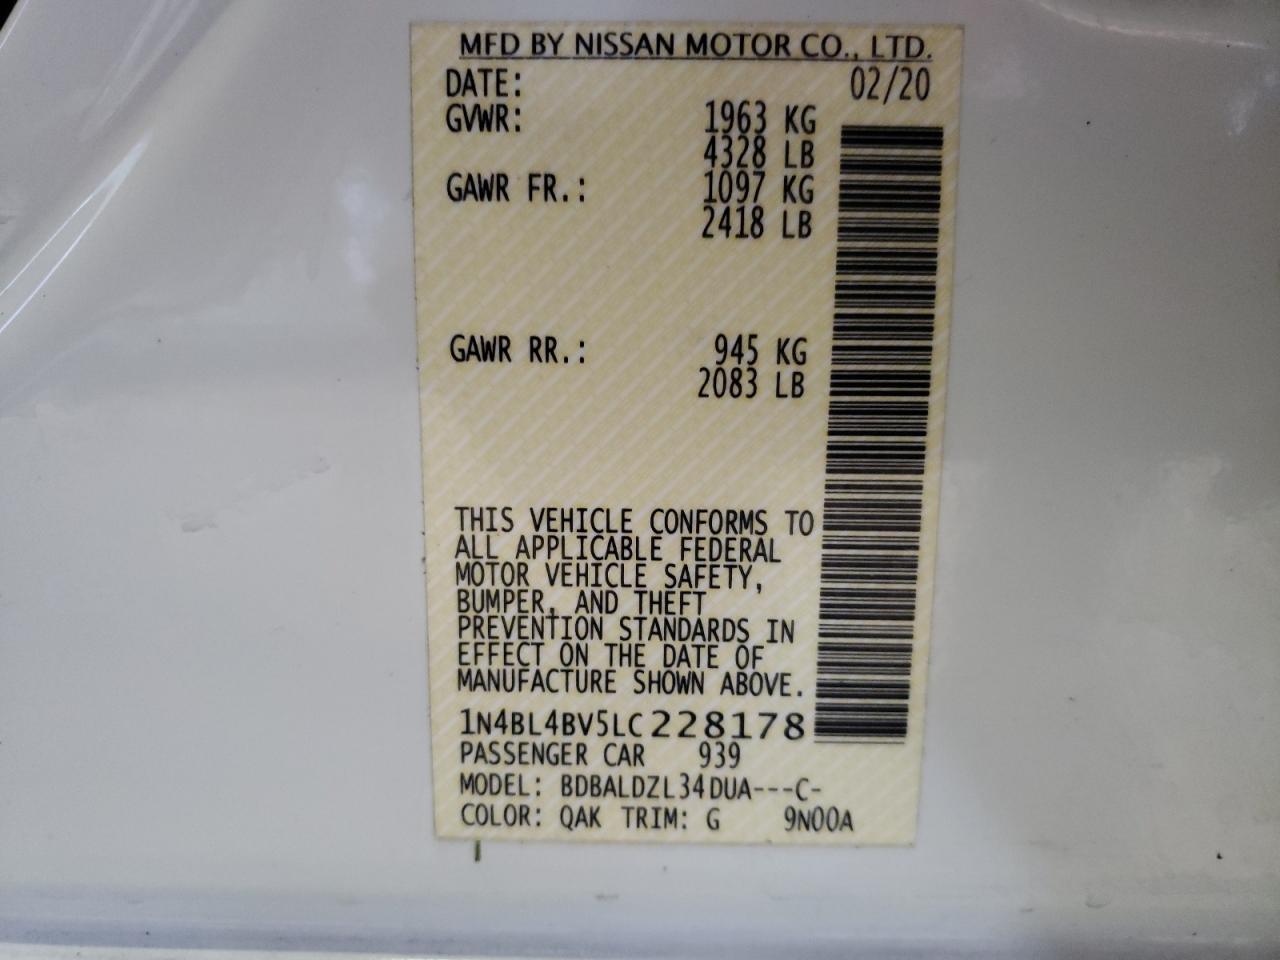 MFD BY NISSAN MOTOR CO., LTD.
DATE: 02/20
GVWR: 1963 KG
4328 LB
GAWR FR.: 1097 KG
2418 LB
GAWR RR.: 945 KG
2083 LB
THIS VEHICLE CONFORMS TO
ALL APPLICABLE FEDERAL
MOTOR VEHICLE SAFETY,
BUMPER, AND THEFT
PREVENTION STANDARDS IN
EFFECT ON THE DATE OF
MANUFACTURE SHOWN ABOVE.
1N4BL4BV5LC228178
PASSENGER CAR 939
MODEL: BDBALDZL34DUA---C-
COLOR: QAK TRIM: G 9N00A